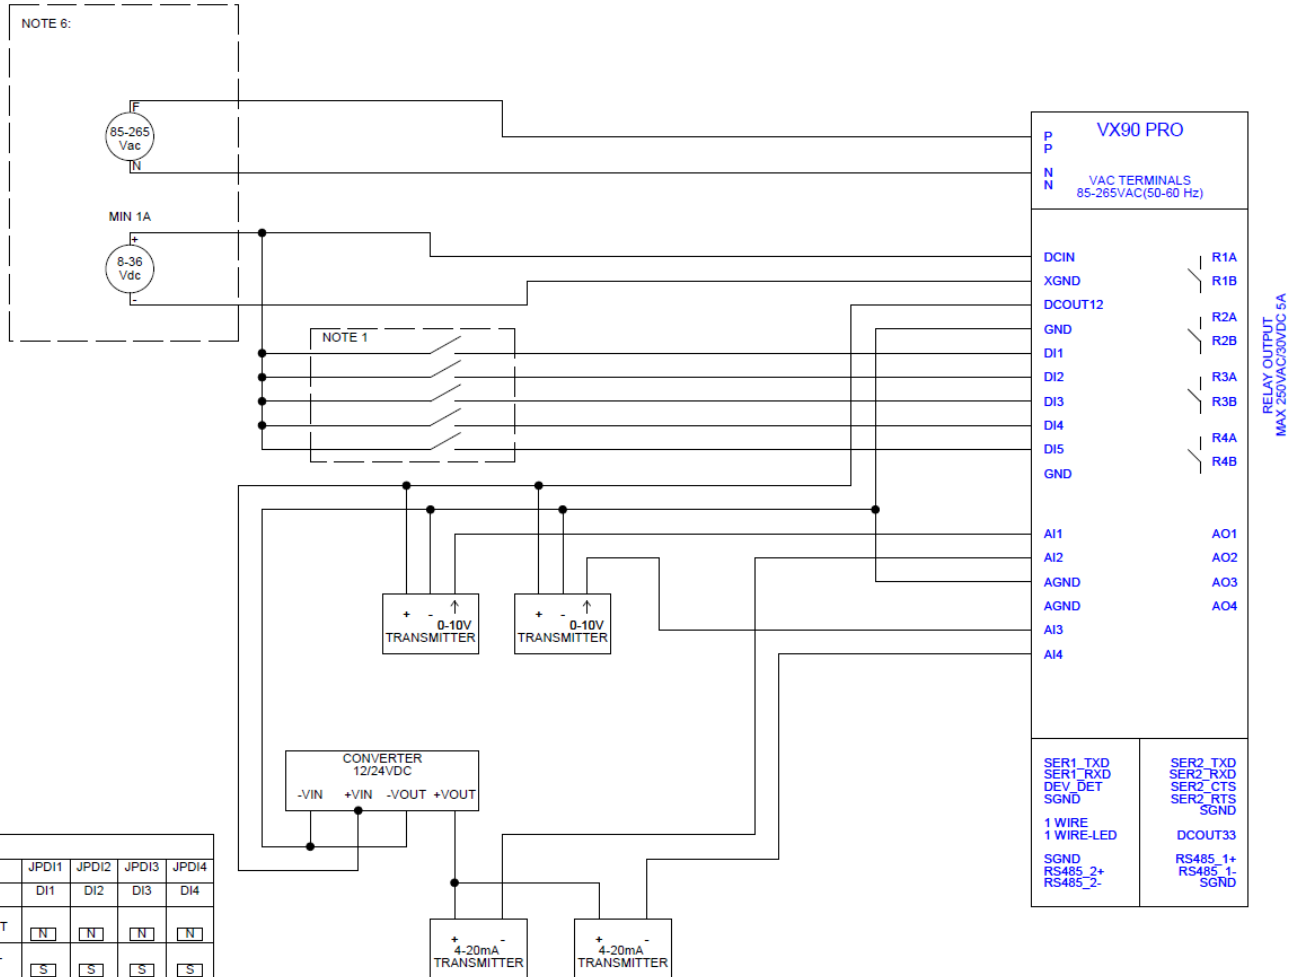 NOTE 6:
F
85-265
Vac
N
MIN 1A
+
8-36
Vdc
-
NOTE 1
VX90 PRO
P
P
N
N
VAC TERMINALS
85-265VAC(50-60 Hz)
DCIN
XGND
DCOUT12
GND
DI1
DI2
DI3
DI4
DI5
GND
AI1
AI2
AGND
AGND
AI3
AI4
R1A
R1B
R2A
R2B
R3A
R3B
R4A
R4B
AO1
AO2
AO3
AO4
RELAY OUTPUT
MAX 250VAC/30VDC 5A
+ -
0-10V
TRANSMITTER
+ -
0-10V
TRANSMITTER
CONVERTER
12/24VDC
-VIN +VIN -VOUT +VOUT
+ -
4-20mA
TRANSMITTER
+ -
4-20mA
TRANSMITTER
SER1_TXD
SER1_RXD
DEV_DET
SGND
1 WIRE
1 WIRE-LED
SGND
RS485_2+
RS485_2-
SER2_TXD
SER2_RXD
SER2_CTS
SER2_RTS
SGND
DCOUT33
RS485_1+
RS485_1-
SGND
JPDI1 JPDI2 JPDI3 JPDI4
DI1 DI2 DI3 DI4
T N N N N
S S S S